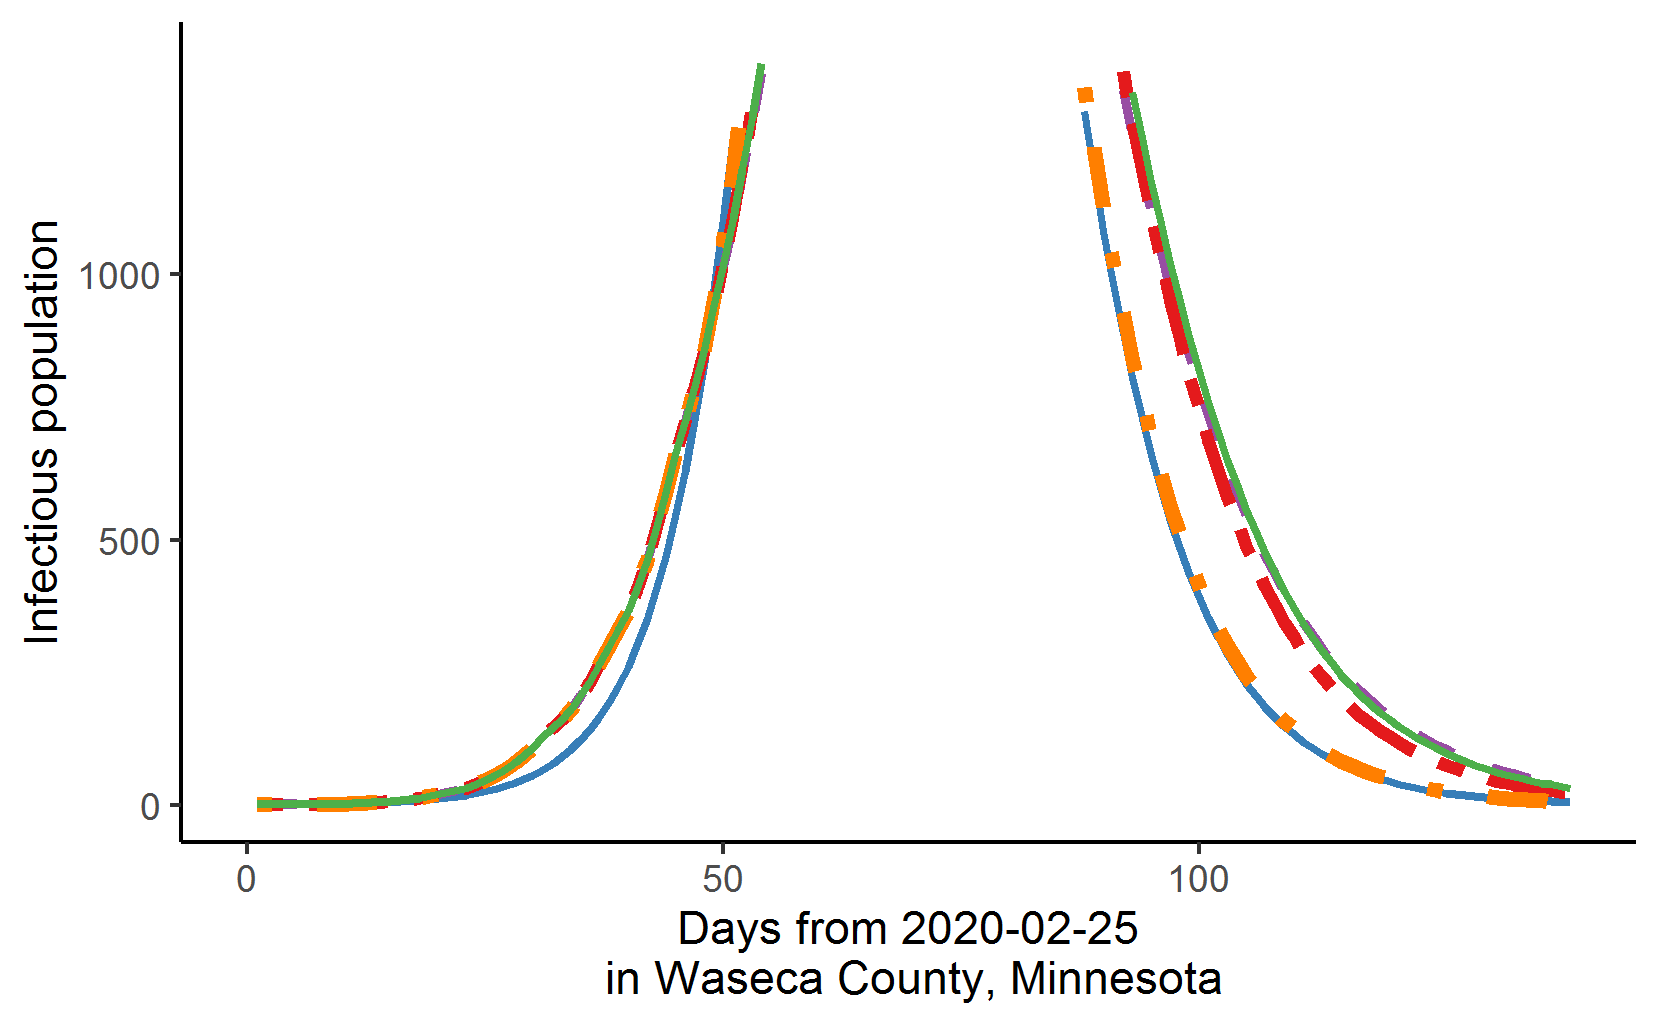 Infectious population
1000
500
0
0
50
100
Days from 2020-02-25
in Waseca County, Minnesota